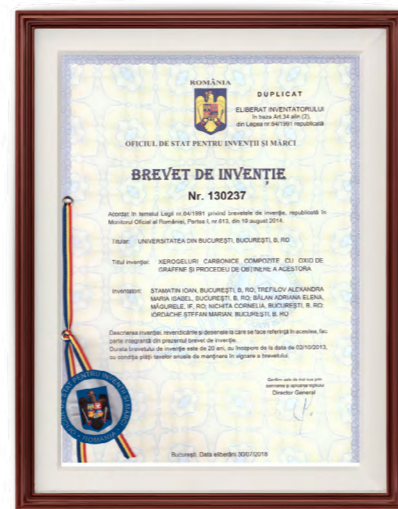 ROMÂNIA
DUPLICAT
ELIBERAT INVENTATORULUI
în baza Art.34 alin (2),
din Legea nr.64/1991 republicată
OFICIUL DE STAT PENTRU INVENȚII ȘI MĂRCI
BREVET DE INVENȚIE
Nr. 130237
Acordat în temeiul Legii nr.64/1991 privind brevetele de invenție, republicată în
Monitorul Oficial al României, Partea I, nr.613, din 19 august 2014.
Titular: UNIVERSITATEA DIN BUCUREȘTI, BUCUREȘTI, B, RO
Titlul invenției: XEROGELURI CARBONICE COMPOZITE CU OXID DE
GRAFENE ȘI PROCEDEU DE OBȚINERE A ACESTORA
Inventatori: STAMATIN IOAN, BUCUREȘTI, B, RO; TREFILOV ALEXANDRA
MARIA ISABEL, BUCUREȘTI, B, RO; BĂLAN ADRIANA ELENA,
MĂGURELE, IF, RO; NICHITA CORNELIA, BUCUREȘTI, B, RO;
IORDACHE ȘTEFAN MARIAN, BUCUREȘTI, B, RO
Descrierea invenției, revendicările și desenele la care se face referință în acestea, fac
parte integrantă din prezentul brevet de invenție.
Durata brevetului de invenție este de 20 ani, cu începere de la data de 02/10/2013,
cu condiția plății taxelor anuale de menținere în vigoare a brevetului.
Director General
București, Data eliberării 30/07/2018